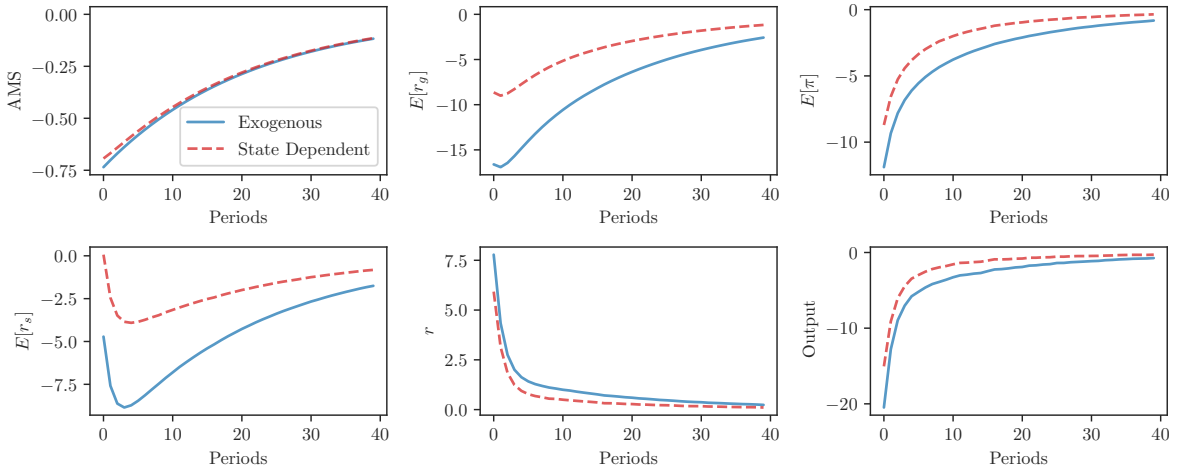 AMS
0.00
−0.25
−0.50
−0.75
0 10 20 30 40
Periods
Exogenous
State Dependent
E[r_g]
0
−5
−10
−15
0 10 20 30 40
Periods
E[π]
0
−5
−10
0 10 20 30 40
Periods
E[r_s]
0.0
−2.5
−5.0
−7.5
0 10 20 30 40
Periods
r
7.5
5.0
2.5
0.0
0 10 20 30 40
Periods
Output
0
−10
−20
0 10 20 30 40
Periods